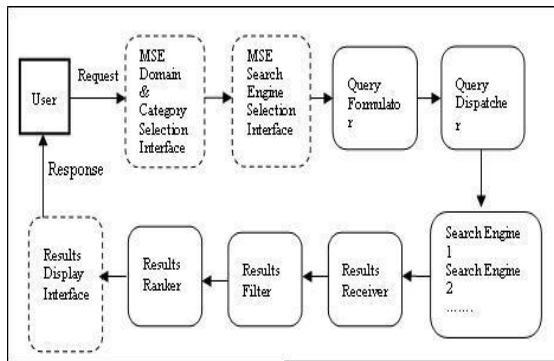 User
Request
MSE
Domain
&
Category
Selection
Interface
MSE
Search
Engine
Selection
Interface
Query
Formulato
r
Query
Dispatche
r
Search Engine
1
Search Engine
2
.......
Results
Receiver
Results
Filter
Results
Ranker
Results
Display
Interface
Response